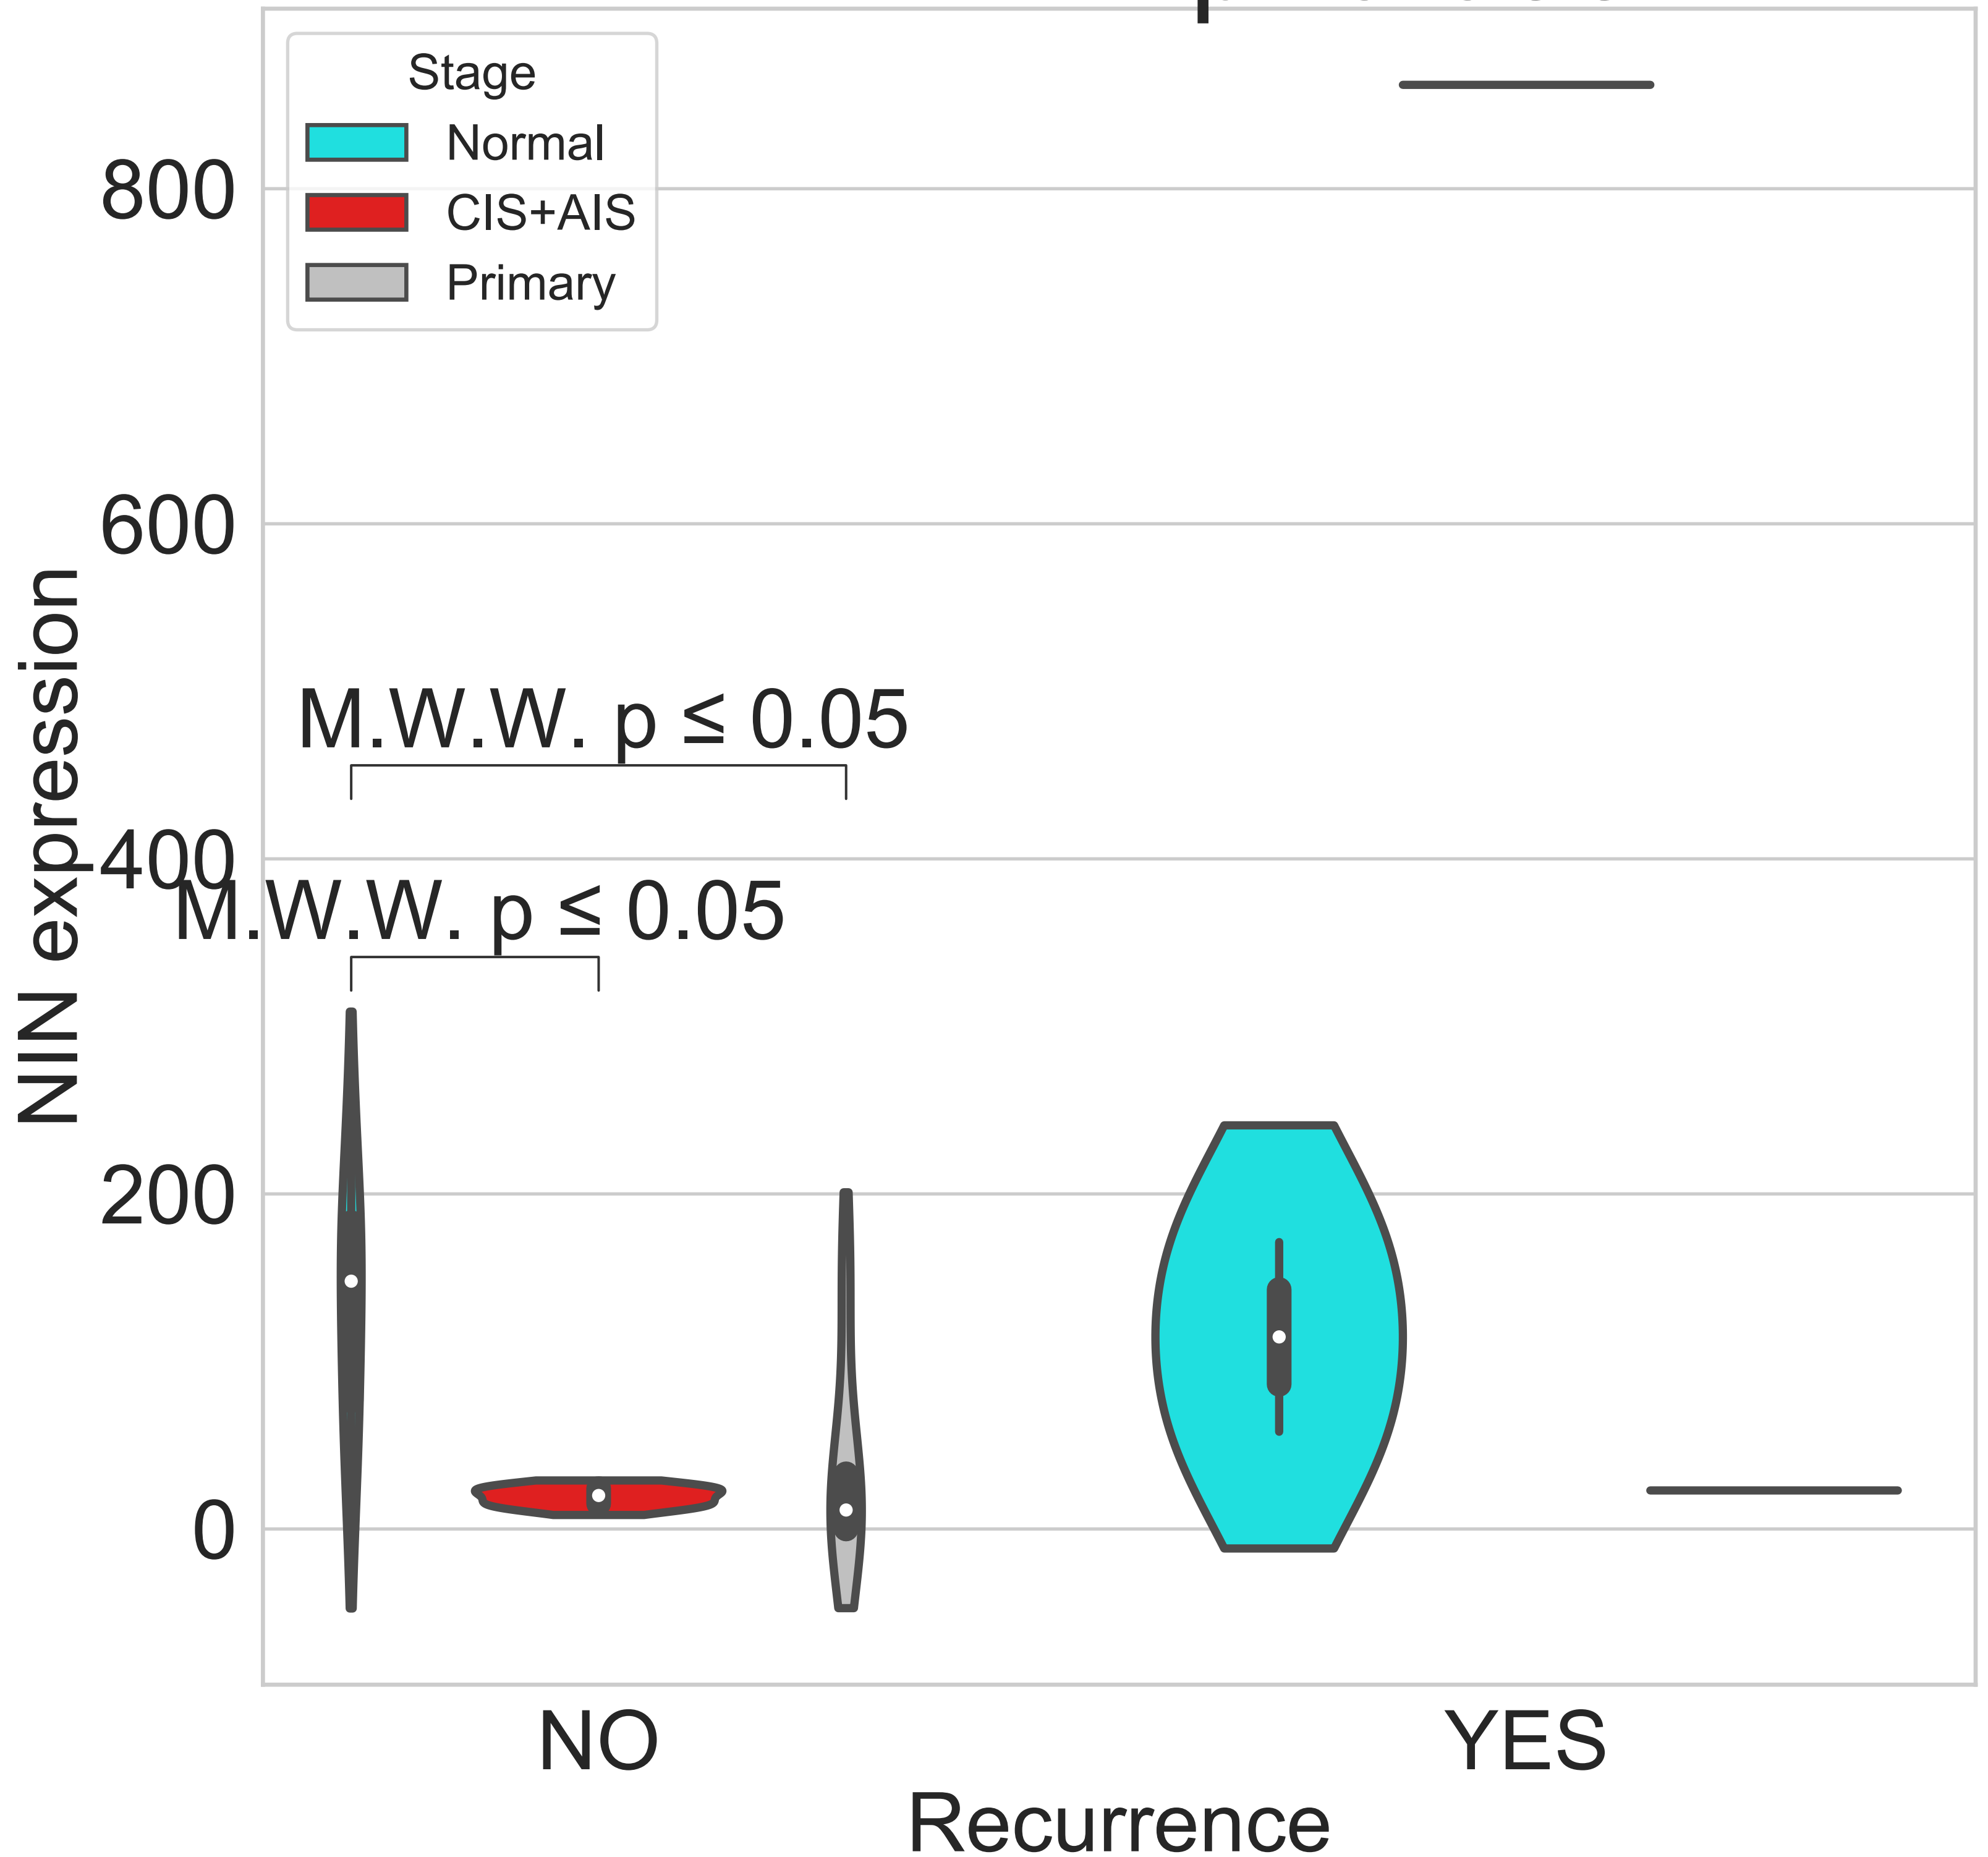 Stage
Normal
CIS+AIS
Primary
800
600
400
200
0
NIN expression
M.W.W. p ≤ 0.05
M.W.W. p ≤ 0.05
NO
YES
Recurrence